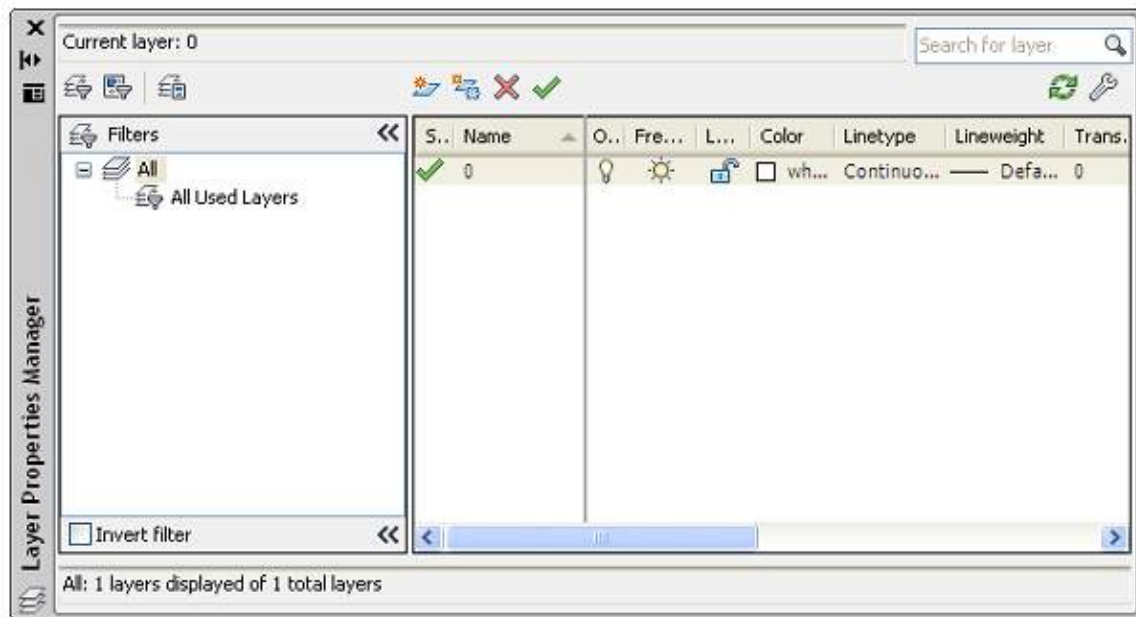 Current layer: 0
Search for layer
Filters
All
All Used Layers
S.. Name O.. Fre... L... Color Linetype Lineweight Trans.
0 wh... Continuo... Defa... 0
Invert filter
All: 1 layers displayed of 1 total layers
Layer Properties Manager